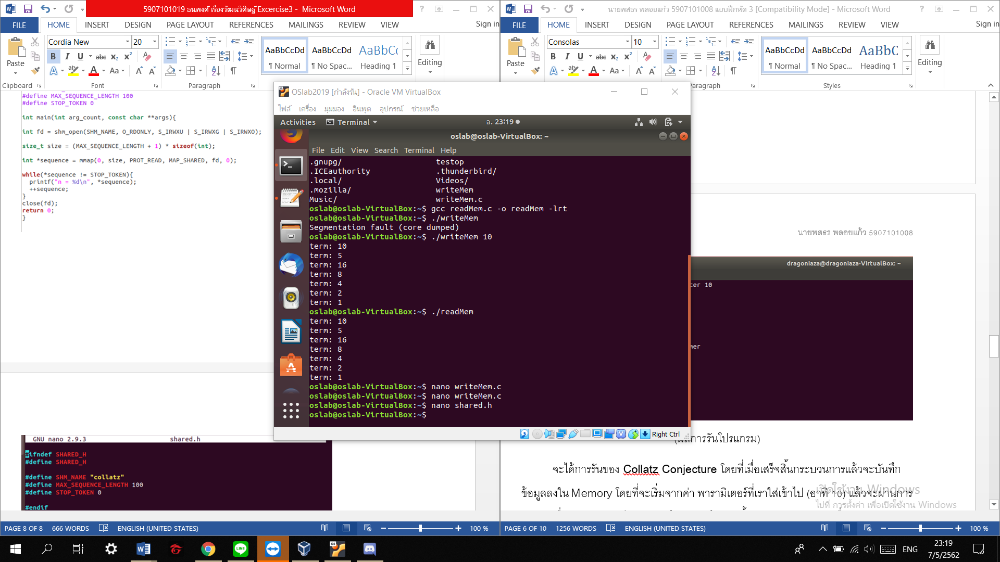 5907101019 ธนพงศ์ เรืองวัฒนวิศิษฐ์ Excercise3 - Microsoft Word
FILE HOME INSERT DESIGN PAGE LAYOUT REFERENCES MAILINGS REVIEW VIEW Sign in
Cordia New 20
Paste
AaBbCcDd AaBbCcDd AaBbCc
¶ Normal ¶ No Spac... Heading 1
Editing
Clipboard Font Paragraph
#define MAX_SEQUENCE_LENGTH 100
#define STOP_TOKEN 0
int main(int arg_count, const char **args){
int fd = shm_open(SHM_NAME, O_RDONLY, S_IRWXU | S_IRWXG | S_IRWXO);
size_t size = (MAX_SEQUENCE_LENGTH + 1) * sizeof(int);
int *sequence = mmap(0, size, PROT_READ, MAP_SHARED, fd, 0);
while(*sequence != STOP_TOKEN){
printf("n = %d\n", *sequence);
++sequence;
}
close(fd);
return 0;
}
GNU nano 2.9.3 shared.h
#ifndef SHARED_H
#define SHARED_H
#define SHM_NAME "collatz"
#define MAX_SEQUENCE_LENGTH 100
#define STOP_TOKEN 0
#endif
PAGE 8 OF 8 666 WORDS ENGLISH (UNITED STATES) 100 %
นายพสธร พลอยแก้ว 5907101008 แบบฝึกหัด 3 [Compatibility Mode] - Microsoft Word
FILE HOME INSERT DESIGN PAGE LAYOUT REFERENCES MAILINGS REVIEW VIEW Sign in
Consolas 10
Paste
AaBbCcDd AaBbCcDd AaBbC
¶ Normal ¶ No Spac... Heading 1
Editing
aragraph Styles
OSlab2019 [กำลังรัน] - Oracle VM VirtualBox
ไฟล์ เครื่อง มุมมอง อินพุต อุปกรณ์ ช่วยเหลือ
Activities Terminal อ. 23:19
oslab@oslab-VirtualBox: ~
File Edit View Search Terminal Help
.gnupg/ testop
.ICEauthority .thunderbird/
.local/ Videos/
.mozilla/ writeMem
Music/ writeMem.c
oslab@oslab-VirtualBox:~$ gcc readMem.c -o readMem -lrt
oslab@oslab-VirtualBox:~$ ./writeMem
Segmentation fault (core dumped)
oslab@oslab-VirtualBox:~$ ./writeMem 10
term: 10
term: 5
term: 16
term: 8
term: 4
term: 2
term: 1
oslab@oslab-VirtualBox:~$ ./readMem
term: 10
term: 5
term: 16
term: 8
term: 4
term: 2
term: 1
oslab@oslab-VirtualBox:~$ nano writeMem.c
oslab@oslab-VirtualBox:~$ nano writeMem.c
oslab@oslab-VirtualBox:~$ nano shared.h
oslab@oslab-VirtualBox:~$
Right Ctrl
นายพสธร พลอยแก้ว 5907101008
dragoniaza@dragoniaza-VirtualBox: ~
cer 10
mer
การรันโปรแกรม)
จะได้การรันของ Collatz Conjecture โดยที่เมื่อเสร็จสิ้นกระบวนการแล้วจะบันทึก
ข้อมูลลงใน Memory โดยที่จะเริ่มจากค่า พารามิเตอร์ที่เราใส่เข้าไป (อาทิ 10) แล้วจะผ่านการ
เปิดใช้งาน Windows
ไปที่ การตั้งค่า เพื่อเปิดใช้งาน Windows
PAGE 6 OF 10 1256 WORDS ENGLISH (UNITED STATES) 100 %
ENG
23:19
7/5/2562